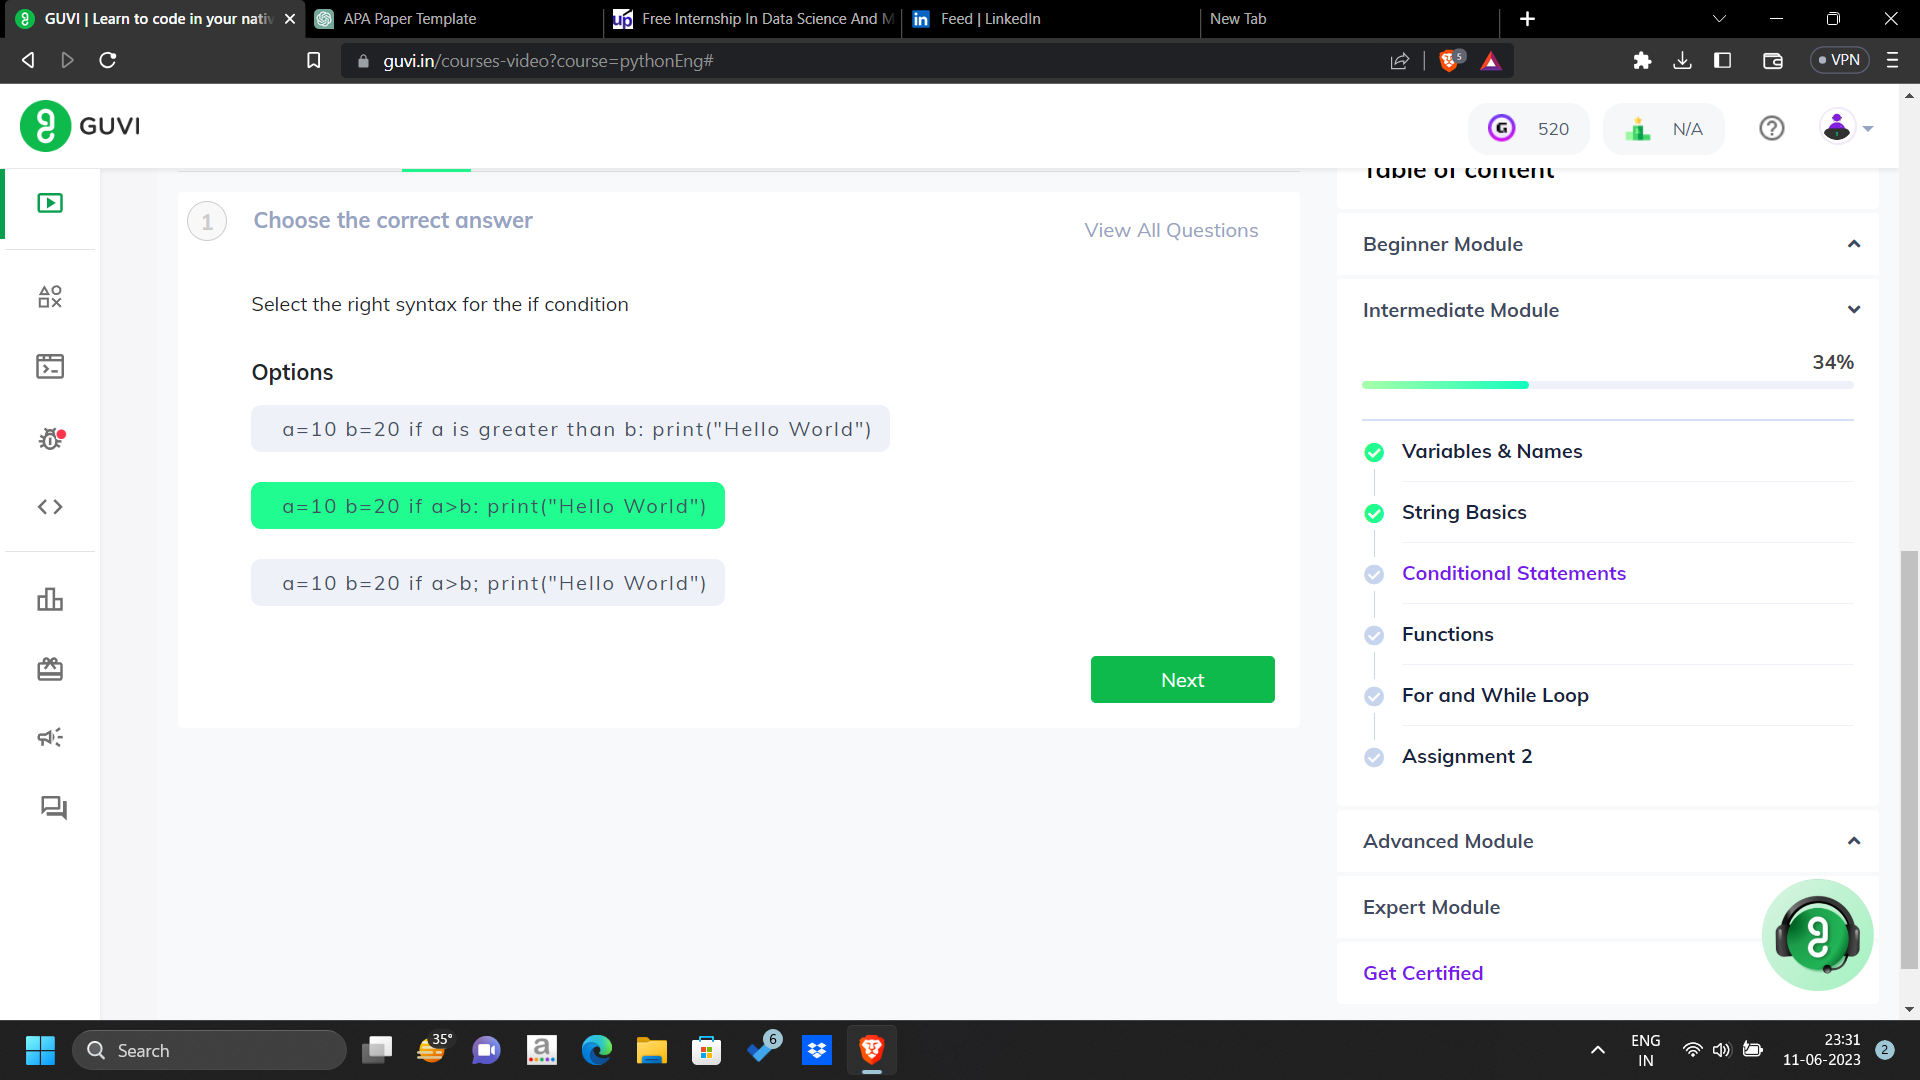 GUVI | Learn to code in your nativ
APA Paper Template
Free Internship In Data Science And M
Feed | LinkedIn
New Tab
guvi.in/courses-video?course=pythonEng#
5
VPN
GUVI
520
N/A
Table of content
1
Choose the correct answer
View All Questions
Select the right syntax for the if condition
Options
a=10 b=20 if a is greater than b: print("Hello World")
a=10 b=20 if a>b: print("Hello World")
a=10 b=20 if a>b; print("Hello World")
Next
Beginner Module
Intermediate Module
34%
Variables & Names
String Basics
Conditional Statements
Functions
For and While Loop
Assignment 2
Advanced Module
Expert Module
Get Certified
Search
35°
6
ENG
IN
23:31
11-06-2023
2